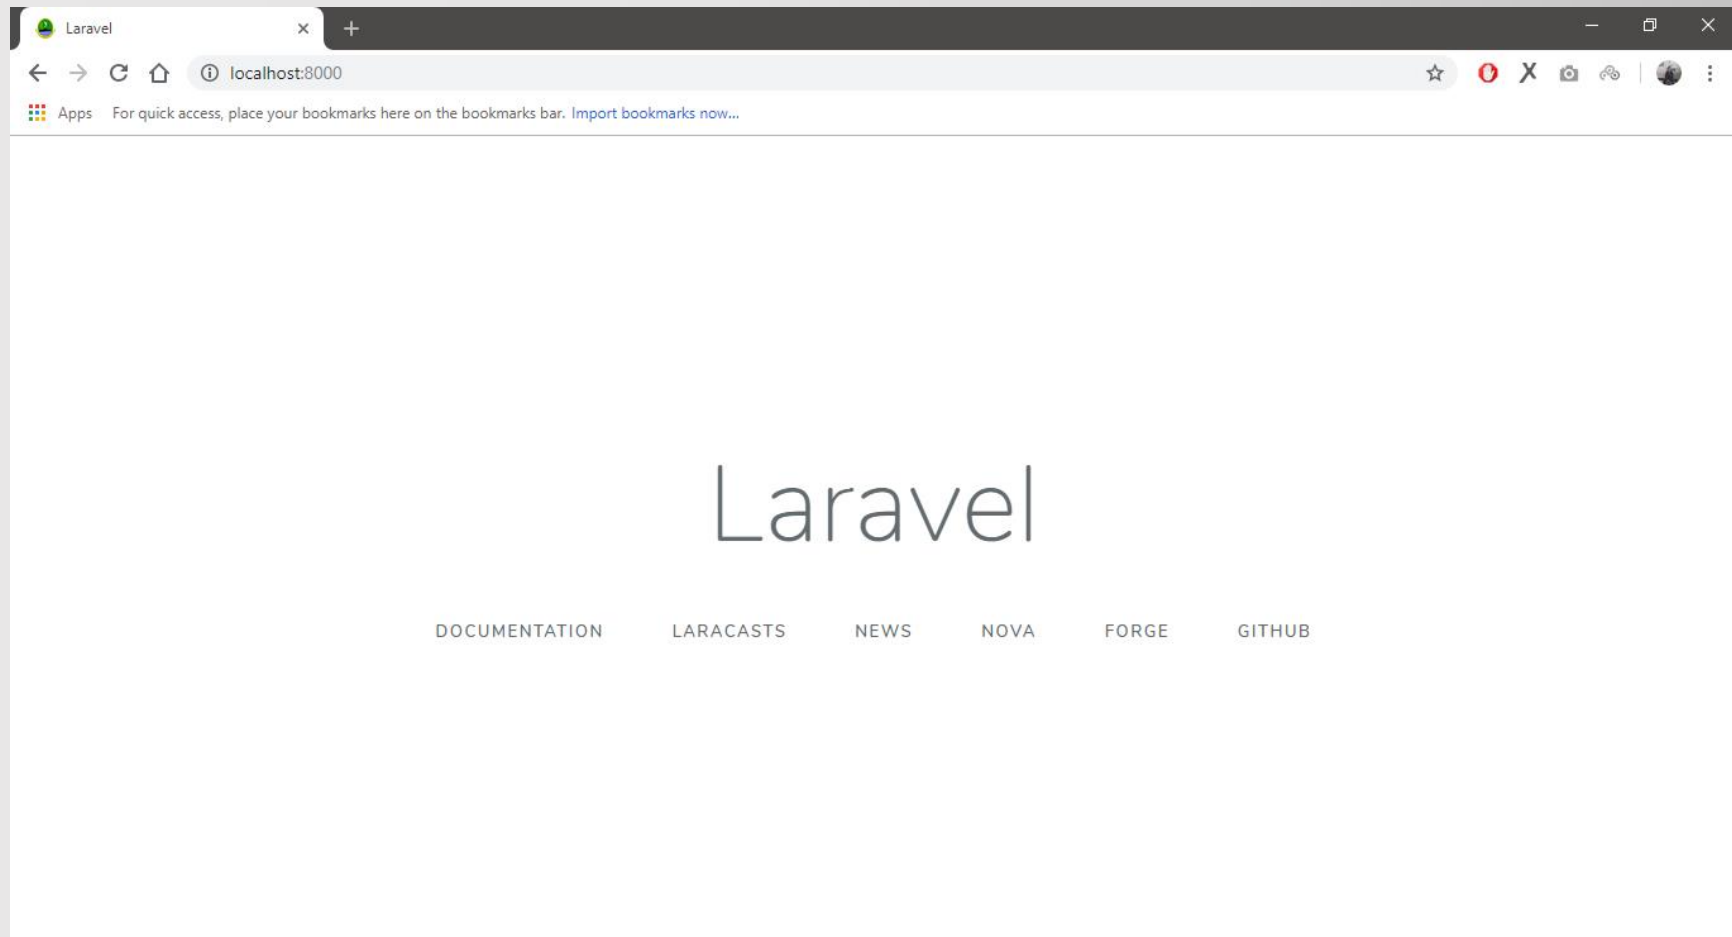 Laravel
localhost:8000
Apps For quick access, place your bookmarks here on the bookmarks bar. Import bookmarks now...
Laravel
DOCUMENTATION LARACASTS NEWS NOVA FORGE GITHUB